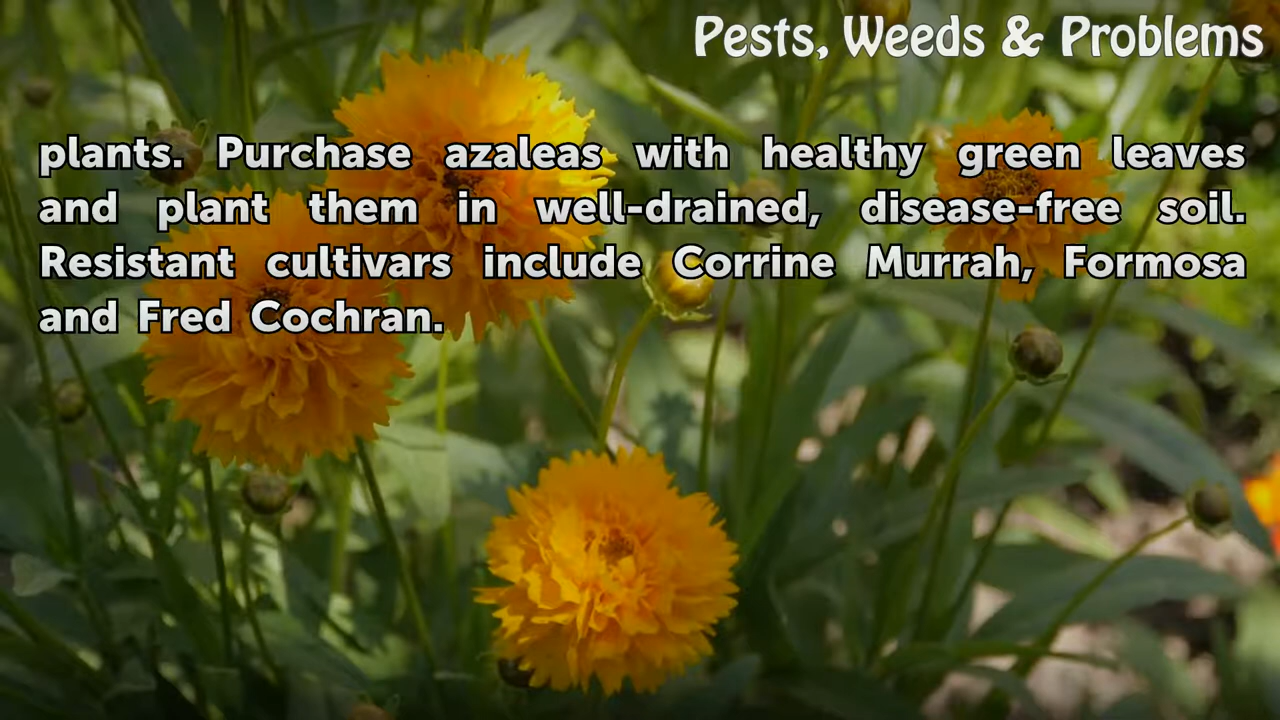 Pests, Weeds & Problems
plants. Purchase azaleas with healthy green leaves
and plant them in well-drained, disease-free soil.
Resistant cultivars include Corrine Murrah, Formosa
and Fred Cochran.